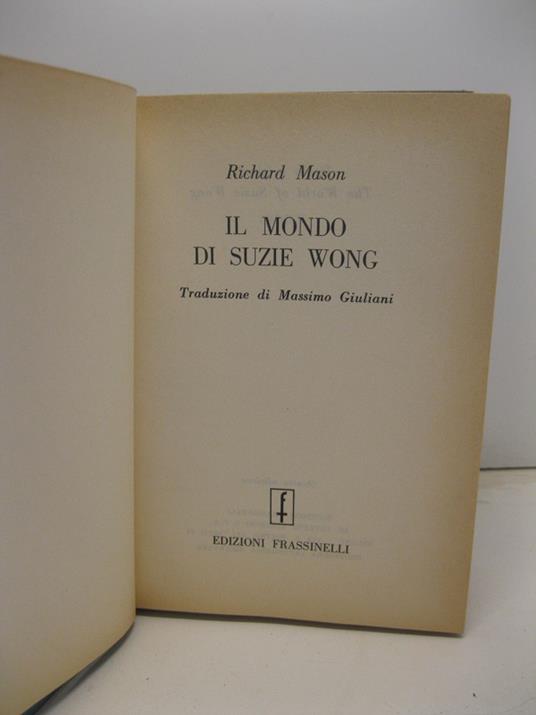 Richard Mason
IL MONDO
DI SUZIE WONG
Traduzione di Massimo Giuliani
f
EDIZIONI FRASSINELLI